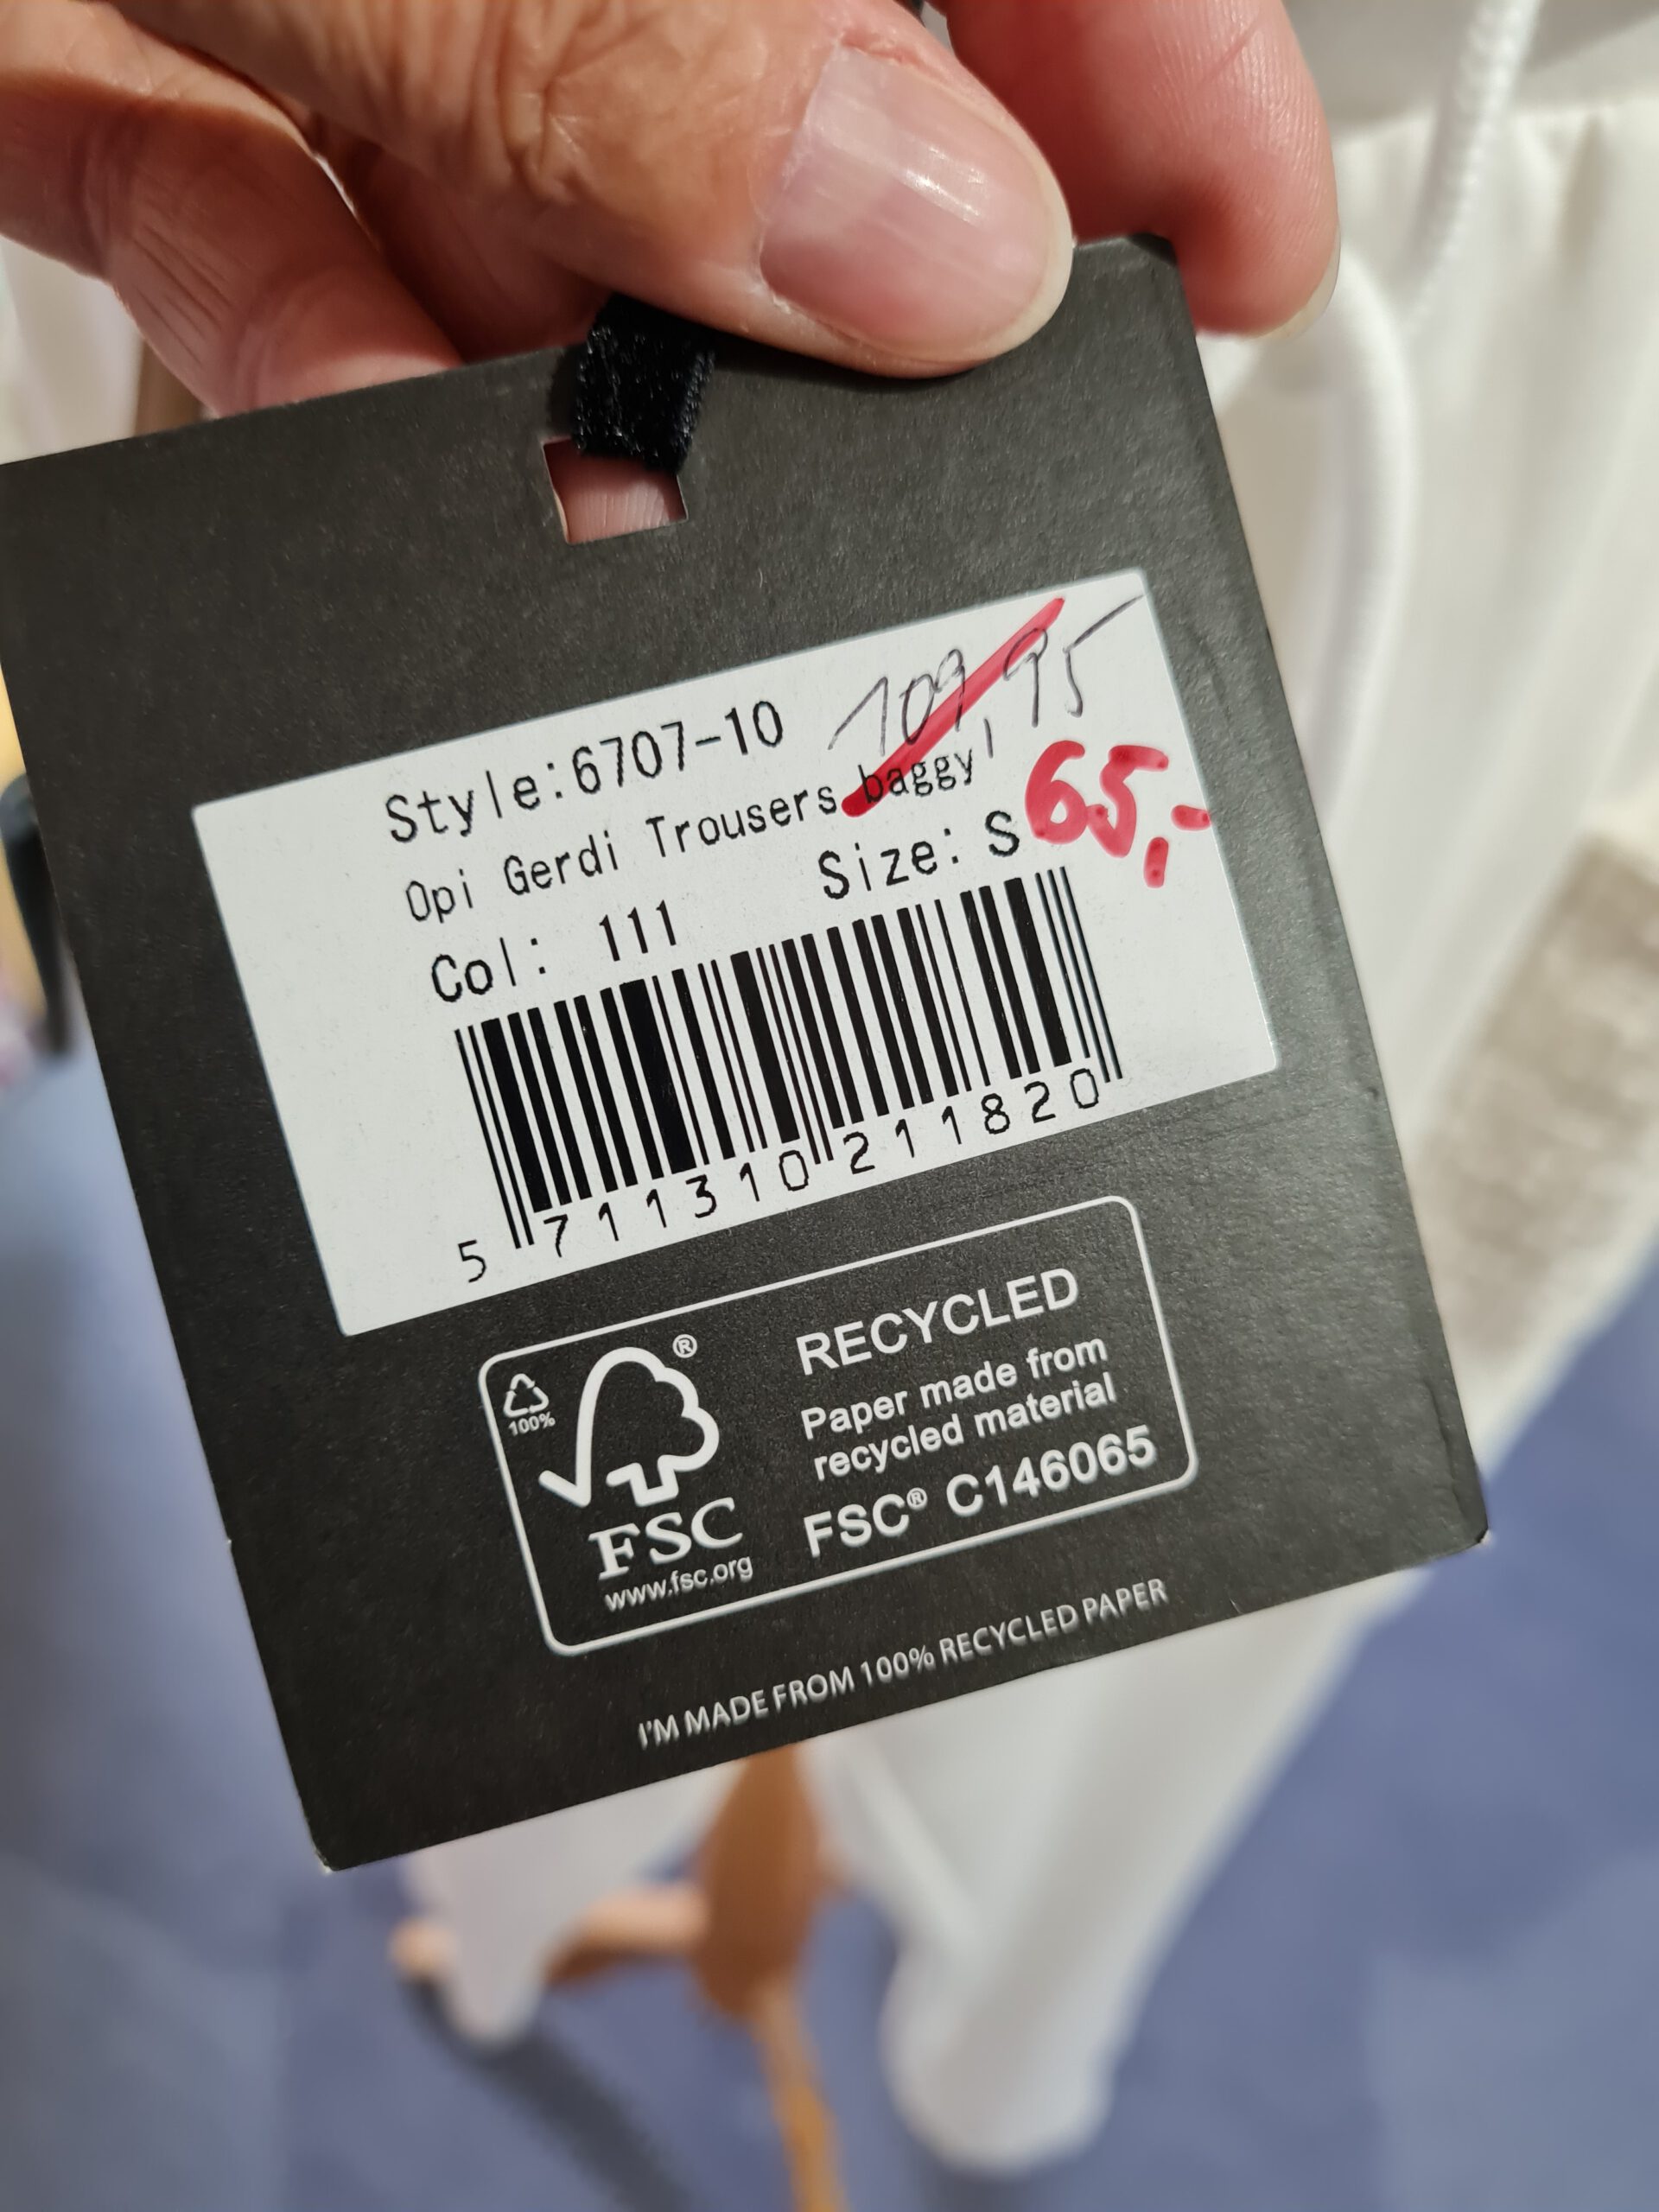 109,95
Style:6707-10
Opi Gerdi Trousers baggy
65,-
Col: 111 Size: S
5 711310 211820
100%
®
FSC
www.fsc.org
RECYCLED
Paper made from
recycled material
FSC® C146065
I'M MADE FROM 100% RECYCLED PAPER